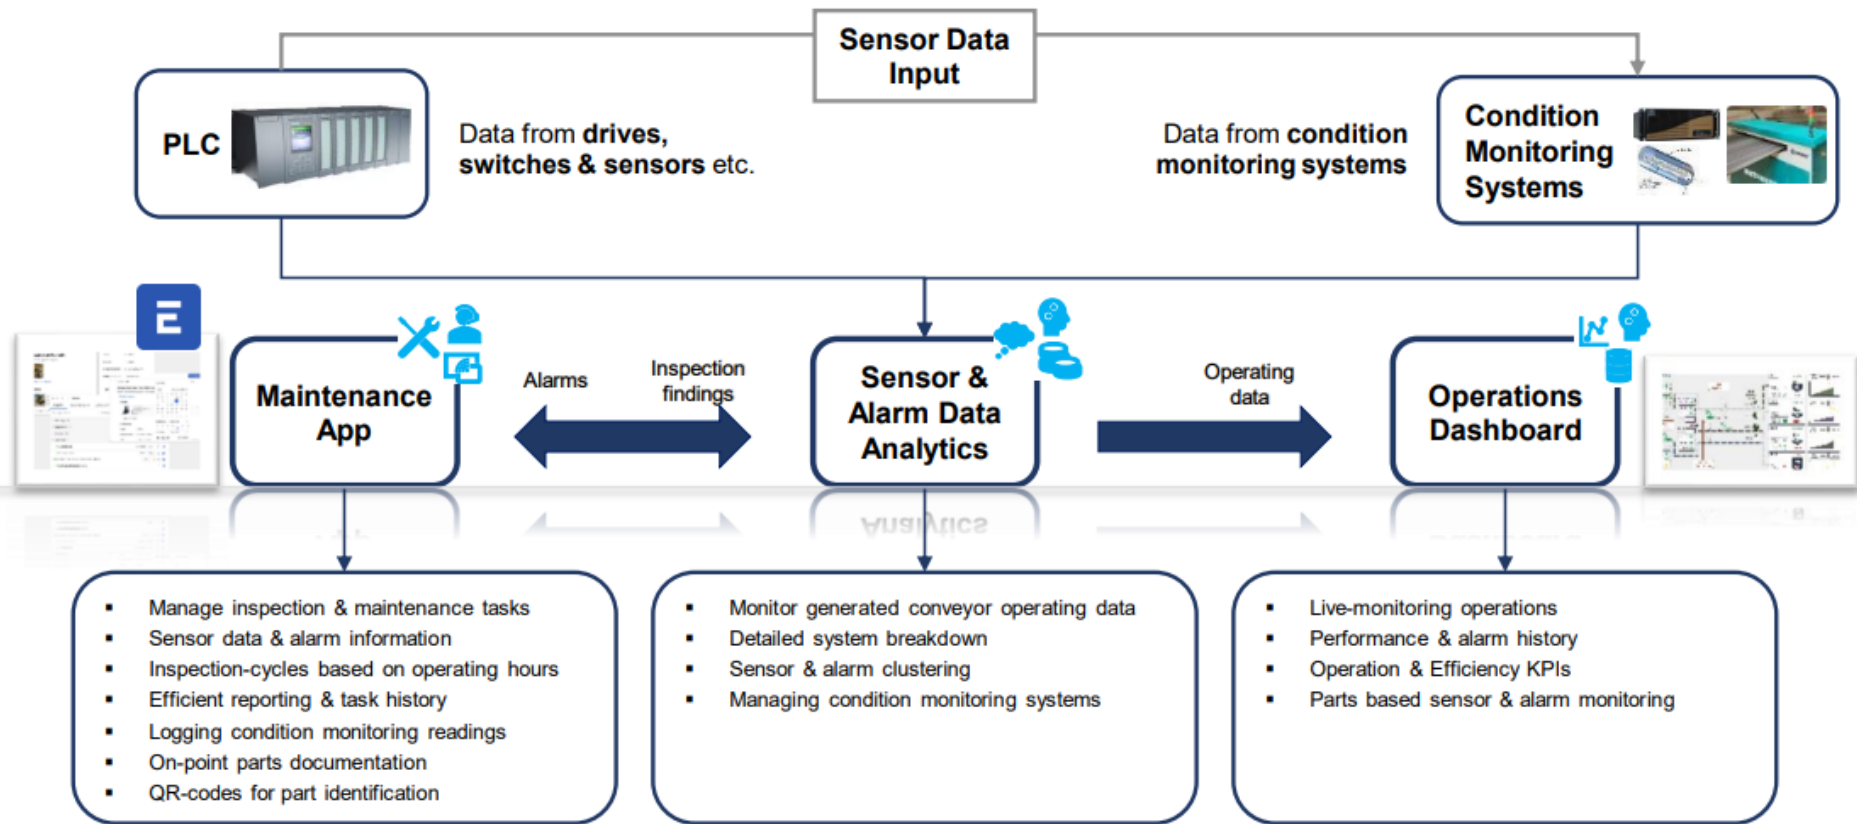 Sensor Data
Input
PLC
Data from drives,
switches & sensors etc.
Data from condition
monitoring systems
Condition
Monitoring
Systems
E
Maintenance
App
Alarms
Inspection
findings
Sensor &
Alarm Data
Analytics
Operating
data
Operations
Dashboard
▪ Manage inspection & maintenance tasks
▪ Sensor data & alarm information
▪ Inspection-cycles based on operating hours
▪ Efficient reporting & task history
▪ Logging condition monitoring readings
▪ On-point parts documentation
▪ QR-codes for part identification
▪ Monitor generated conveyor operating data
▪ Detailed system breakdown
▪ Sensor & alarm clustering
▪ Managing condition monitoring systems
▪ Live-monitoring operations
▪ Performance & alarm history
▪ Operation & Efficiency KPIs
▪ Parts based sensor & alarm monitoring